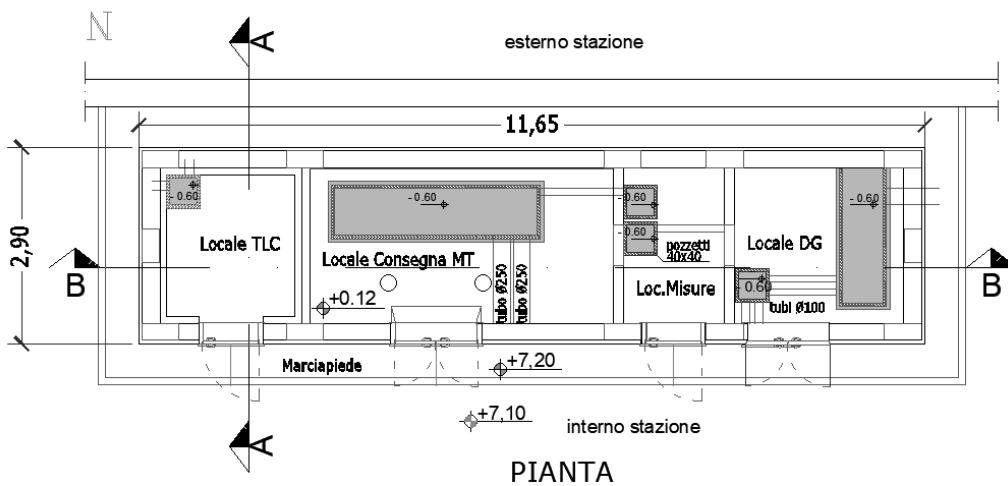 N
A
esterno stazione
11,65
2,90
- 0.60
- 0.60
- 0.60
- 0.60
- 0.60
Locale TLC
Locale Consegna MT
tubo Ø250
tubo Ø250
pozzetti
40x40
Locale DG
B
B
Loc.Misure
0.60
tubi Ø100
+0.12
Marciapiede
+7,20
+7,10
interno stazione
A
PIANTA